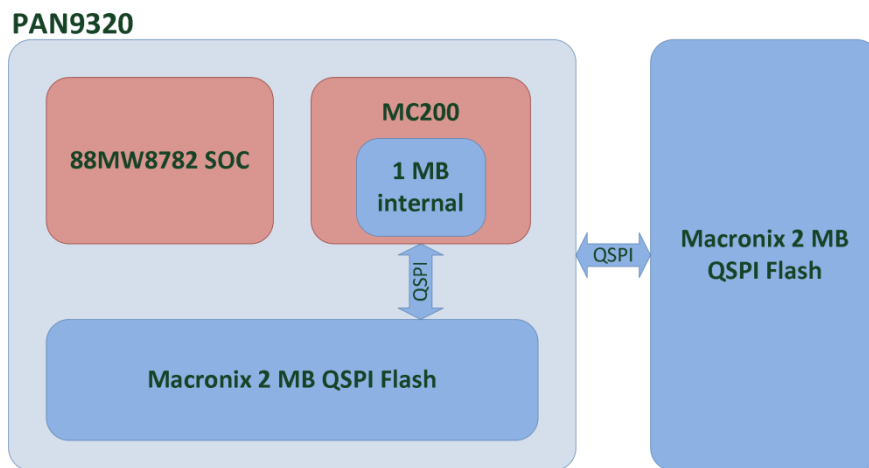 PAN9320
88MW8782 SOC
MC200
1 MB
internal
QSPI
Macronix 2 MB QSPI Flash
QSPI
Macronix 2 MB
QSPI Flash